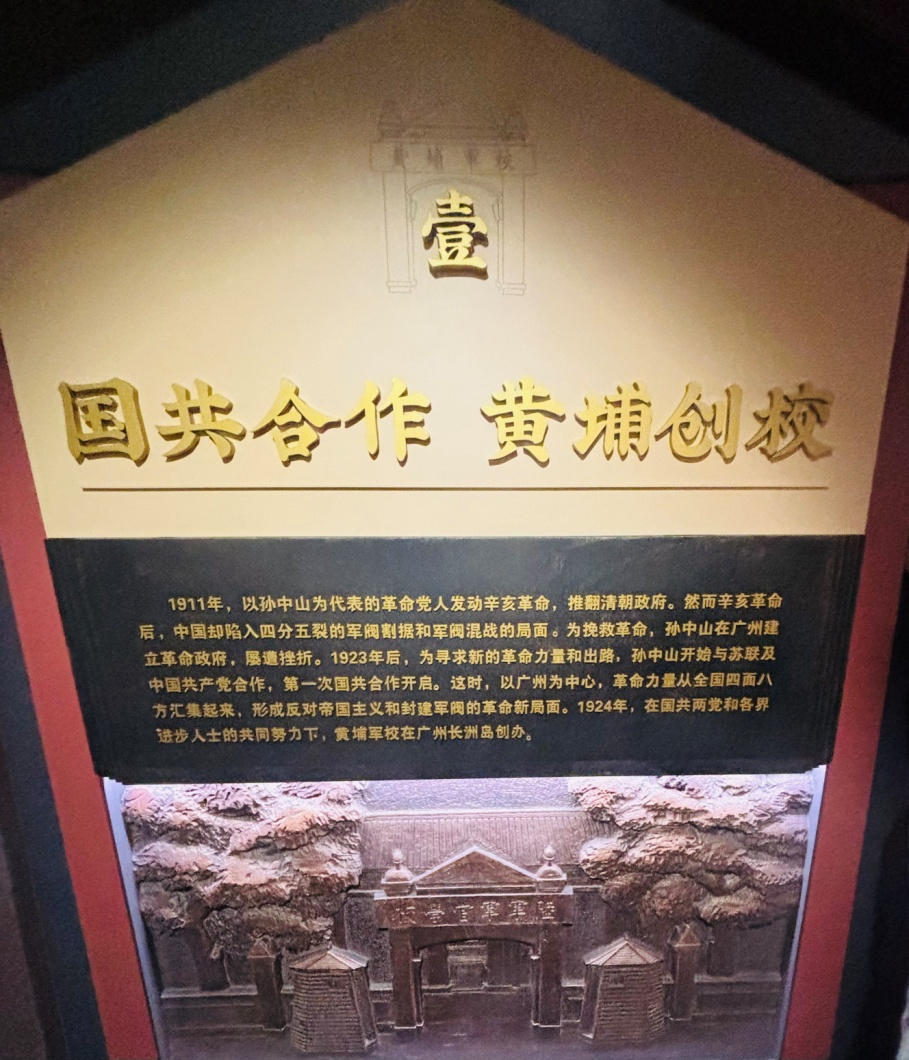 黄埔軍校
壹
国共合作 黄埔创校
1911年，以孙中山为代表的革命党人发动辛亥革命，推翻清朝政府。然而辛亥革命
后，中国却陷入四分五裂的军阀割据和军阀混战的局面。为挽救革命，孙中山在广州建
立革命政府，屡遭挫折。1923年后，为寻求新的革命力量和出路，孙中山开始与苏联及
中国共产党合作，第一次国共合作开启。这时，以广州为中心，革命力量从全国四面八
方汇集起来，形成反对帝国主义和封建军阀的革命新局面。1924年，在国共两党和各界
进步人士的共同努力下，黄埔军校在广州长洲岛创办。
校學官軍軍陸